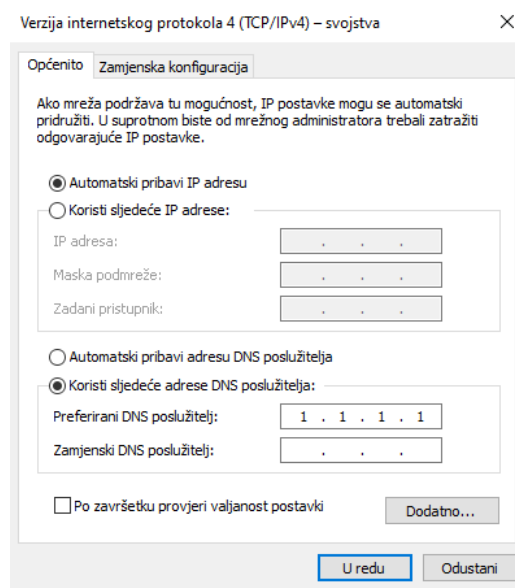 Verzija internetskog protokola 4 (TCP/IPv4) – svojstva
Općenito
Zamjenska konfiguracija
Ako mreža podržava tu mogućnost, IP postavke mogu se automatski
pridružiti. U suprotnom biste od mrežnog administratora trebali zatražiti
odgovarajuće IP postavke.
Automatski pribavi IP adresu
Koristi sljedeće IP adrese:
IP adresa:
Maska podmreže:
Zadani pristupnik:
Automatski pribavi adresu DNS poslužitelja
Koristi sljedeće adrese DNS poslužitelja:
Preferirani DNS poslužitelj: 1 . 1 . 1 . 1
Zamjenski DNS poslužitelj:
Po završetku provjeri valjanost postavki
Dodatno...
U redu
Odustani